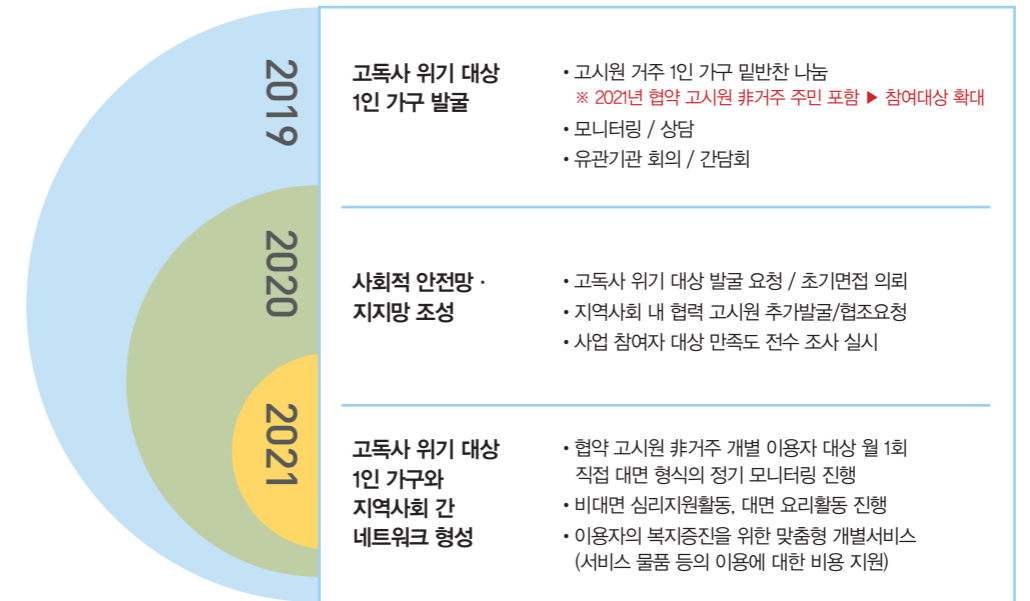 2019
고독사 위기 대상
1인 가구 발굴
• 고시원 거주 1인 가구 밑반찬 나눔
※ 2021년 협약 고시원 非거주 주민 포함 ▶ 참여대상 확대
• 모니터링 / 상담
• 유관기관 회의 / 간담회
2020
사회적 안전망 ·
지지망 조성
• 고독사 위기 대상 발굴 요청 / 초기면접 의뢰
• 지역사회 내 협력 고시원 추가발굴/협조요청
• 사업 참여자 대상 만족도 전수 조사 실시
2021
고독사 위기 대상
1인 가구와
지역사회 간
네트워크 형성
• 협약 고시원 非거주 개별 이용자 대상 월 1회
직접 대면 형식의 정기 모니터링 진행
• 비대면 심리지원활동, 대면 요리활동 진행
• 이용자의 복지증진을 위한 맞춤형 개별서비스
(서비스 물품 등의 이용에 대한 비용 지원)